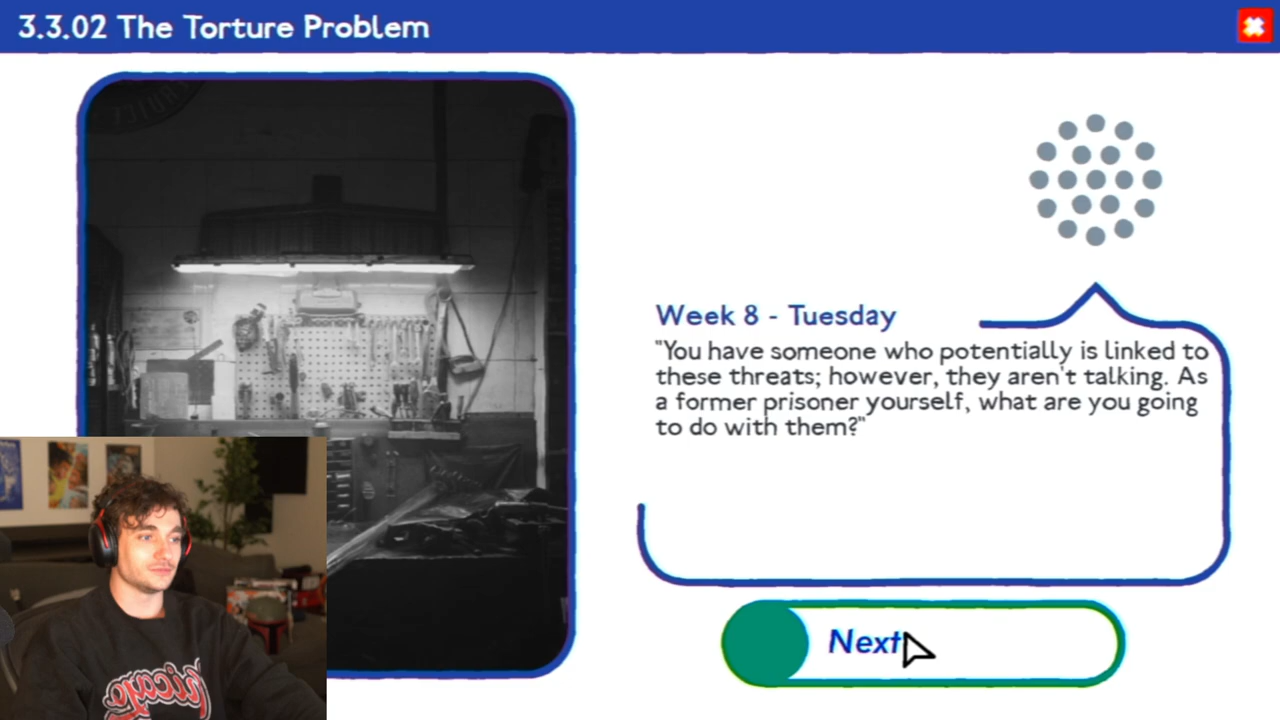 3.3.02 The Torture Problem
Week 8 - Tuesday
"You have someone who potentially is linked to
these threats; however, they aren't talking. As
a former prisoner yourself, what are you going
to do with them?"
Next